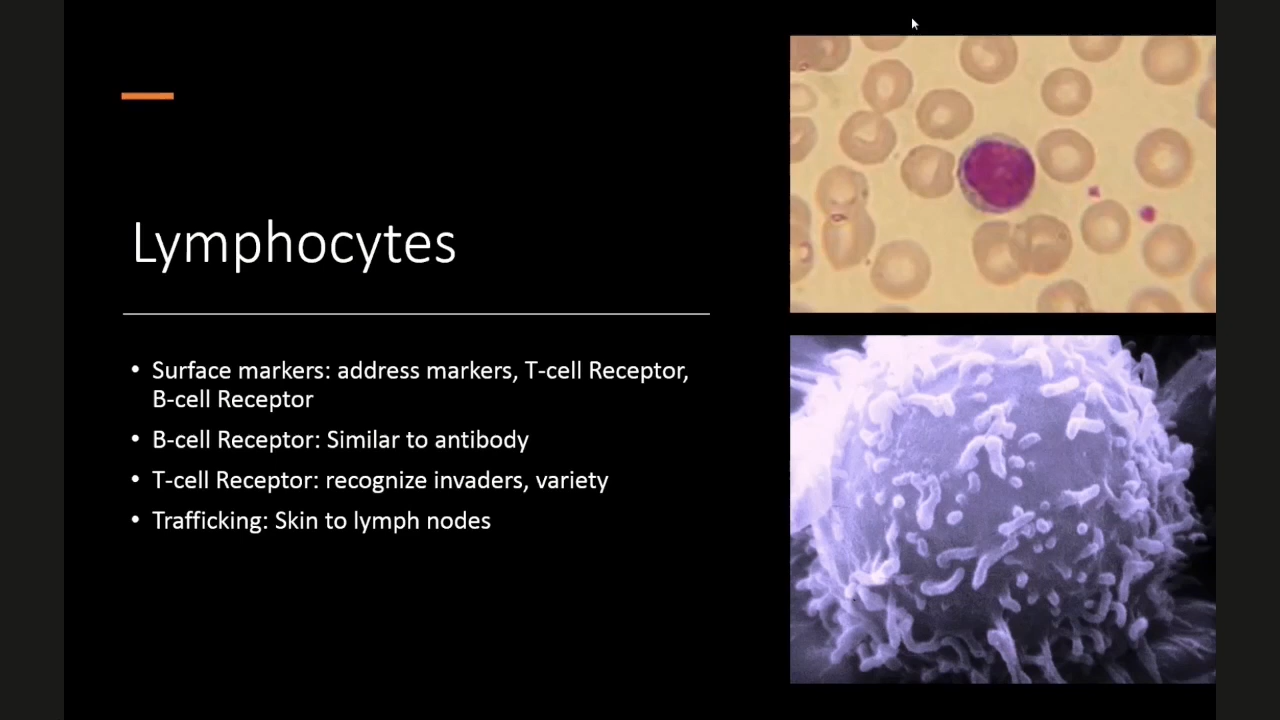 Lymphocytes
• Surface markers: address markers, T-cell Receptor,
B-cell Receptor
• B-cell Receptor: Similar to antibody
• T-cell Receptor: recognize invaders, variety
• Trafficking: Skin to lymph nodes